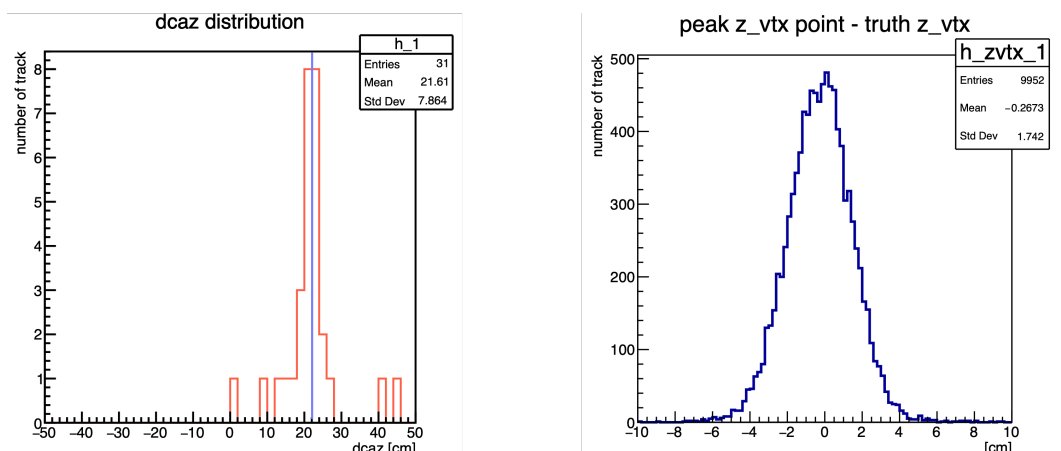 dcaz distribution
h_1
Entries 31
Mean 21.61
Std Dev 7.864
number of track
8
7
6
5
4
3
2
1
0
−50 −40 −30 −20 −10 0 10 20 30 40 50
dcaz [cm]
peak z_vtx point - truth z_vtx
h_zvtx_1
Entries 9952
Mean −0.2673
Std Dev 1.742
number of track
500
400
300
200
100
0
−10 −8 −6 −4 −2 0 2 4 6 8 10
[cm]